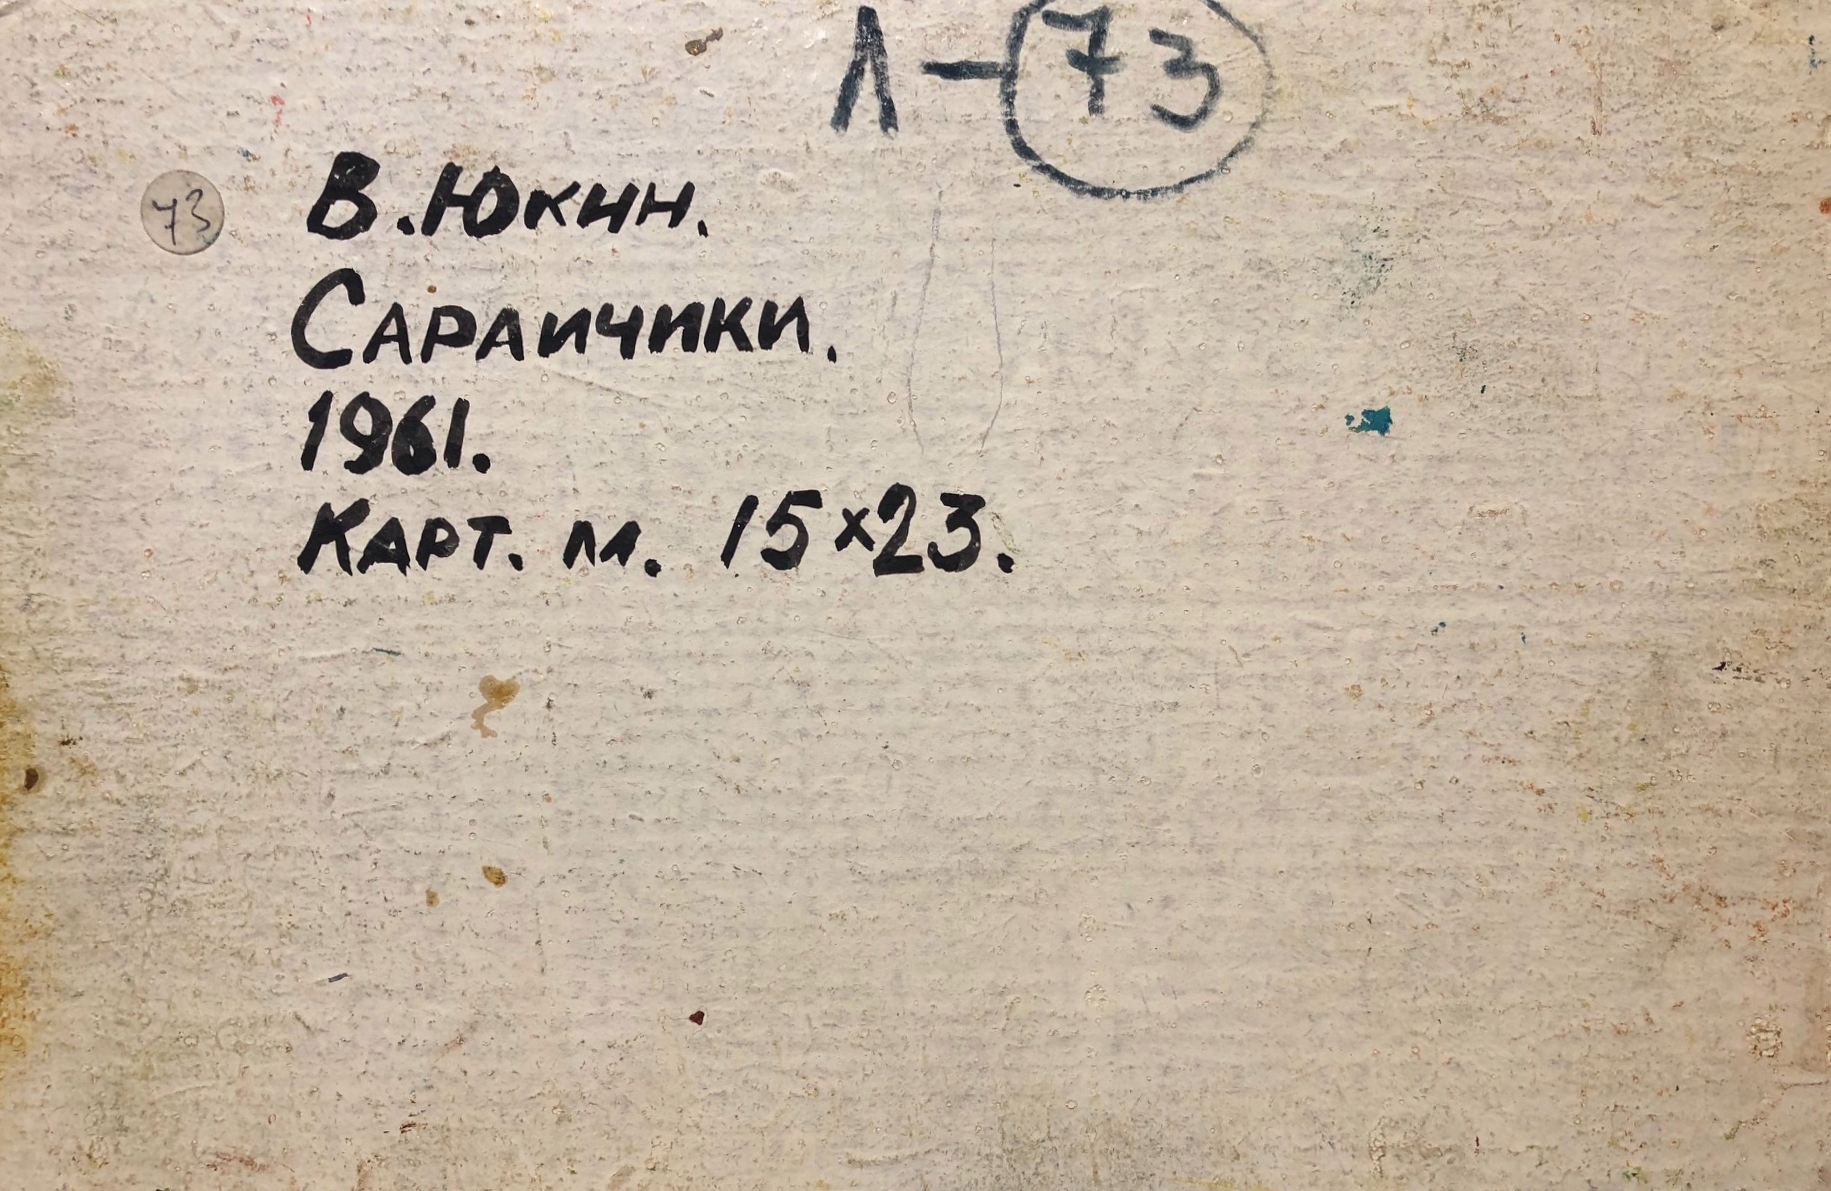 Л-73
73
В. Юкин.
Сараичики.
1961.
Карт. м. 15×23.